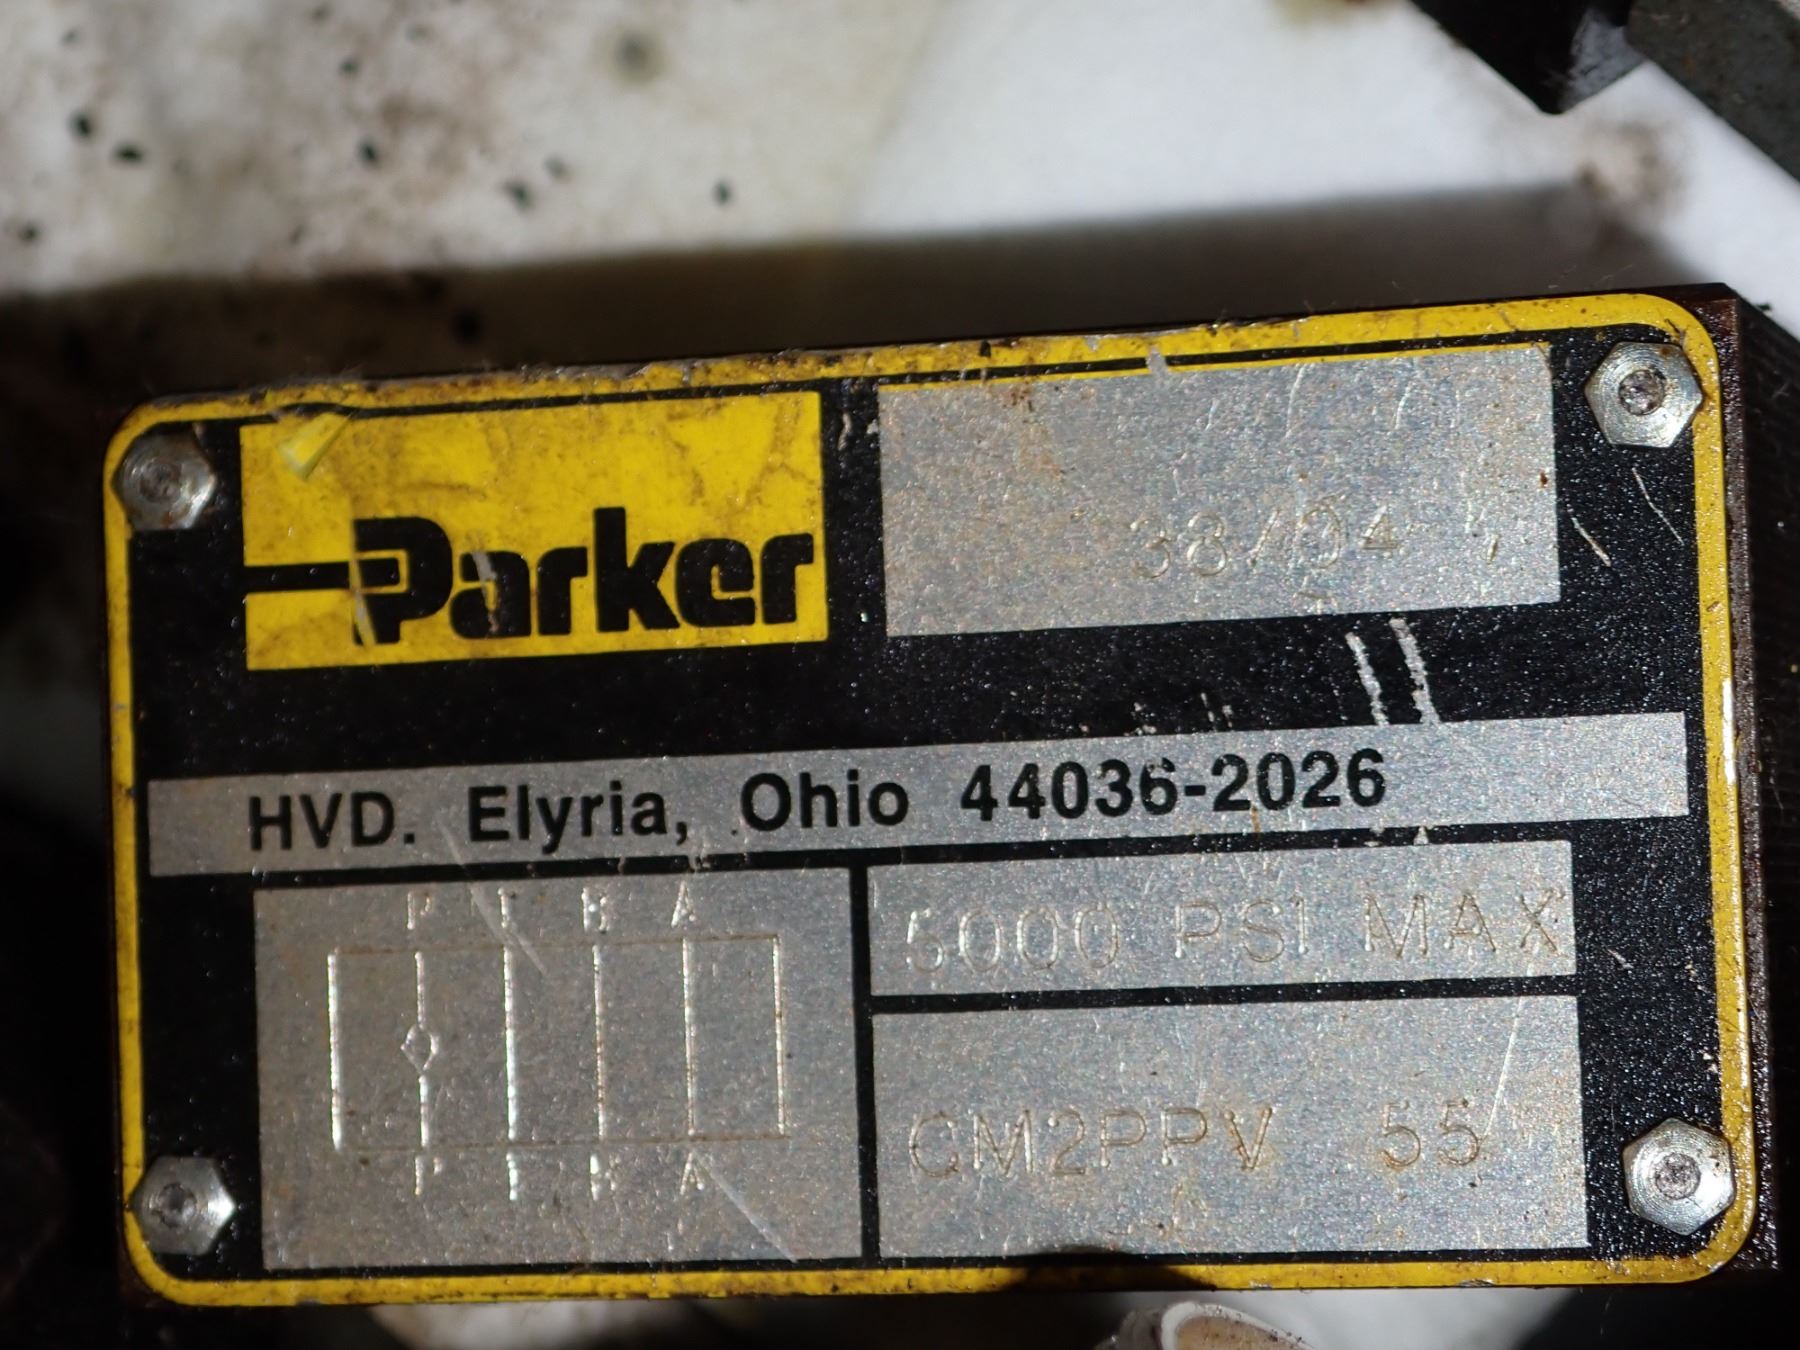 Parker
38/04
HVD. Elyria, Ohio 44036-2026
P T B A
5000 PSI MAX
CM2PPV 55
P T B A